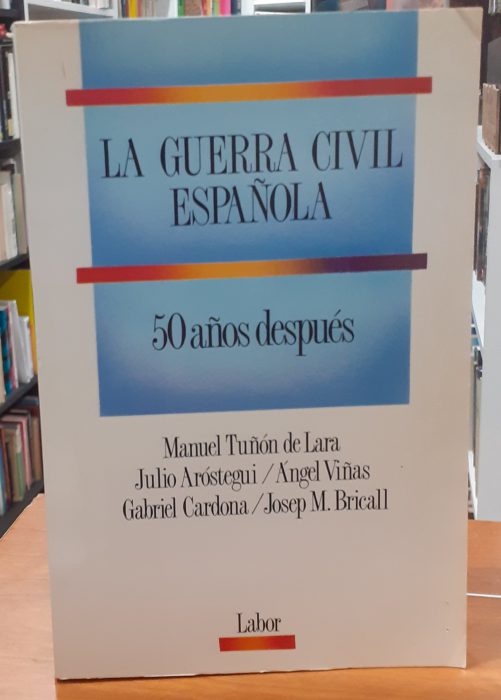 LA GUERRA CIVIL
ESPAÑOLA
50 años después
Manuel Tuñón de Lara
Julio Aróstegui / Ángel Viñas
Gabriel Cardona / Josep M. Bricall
Labor